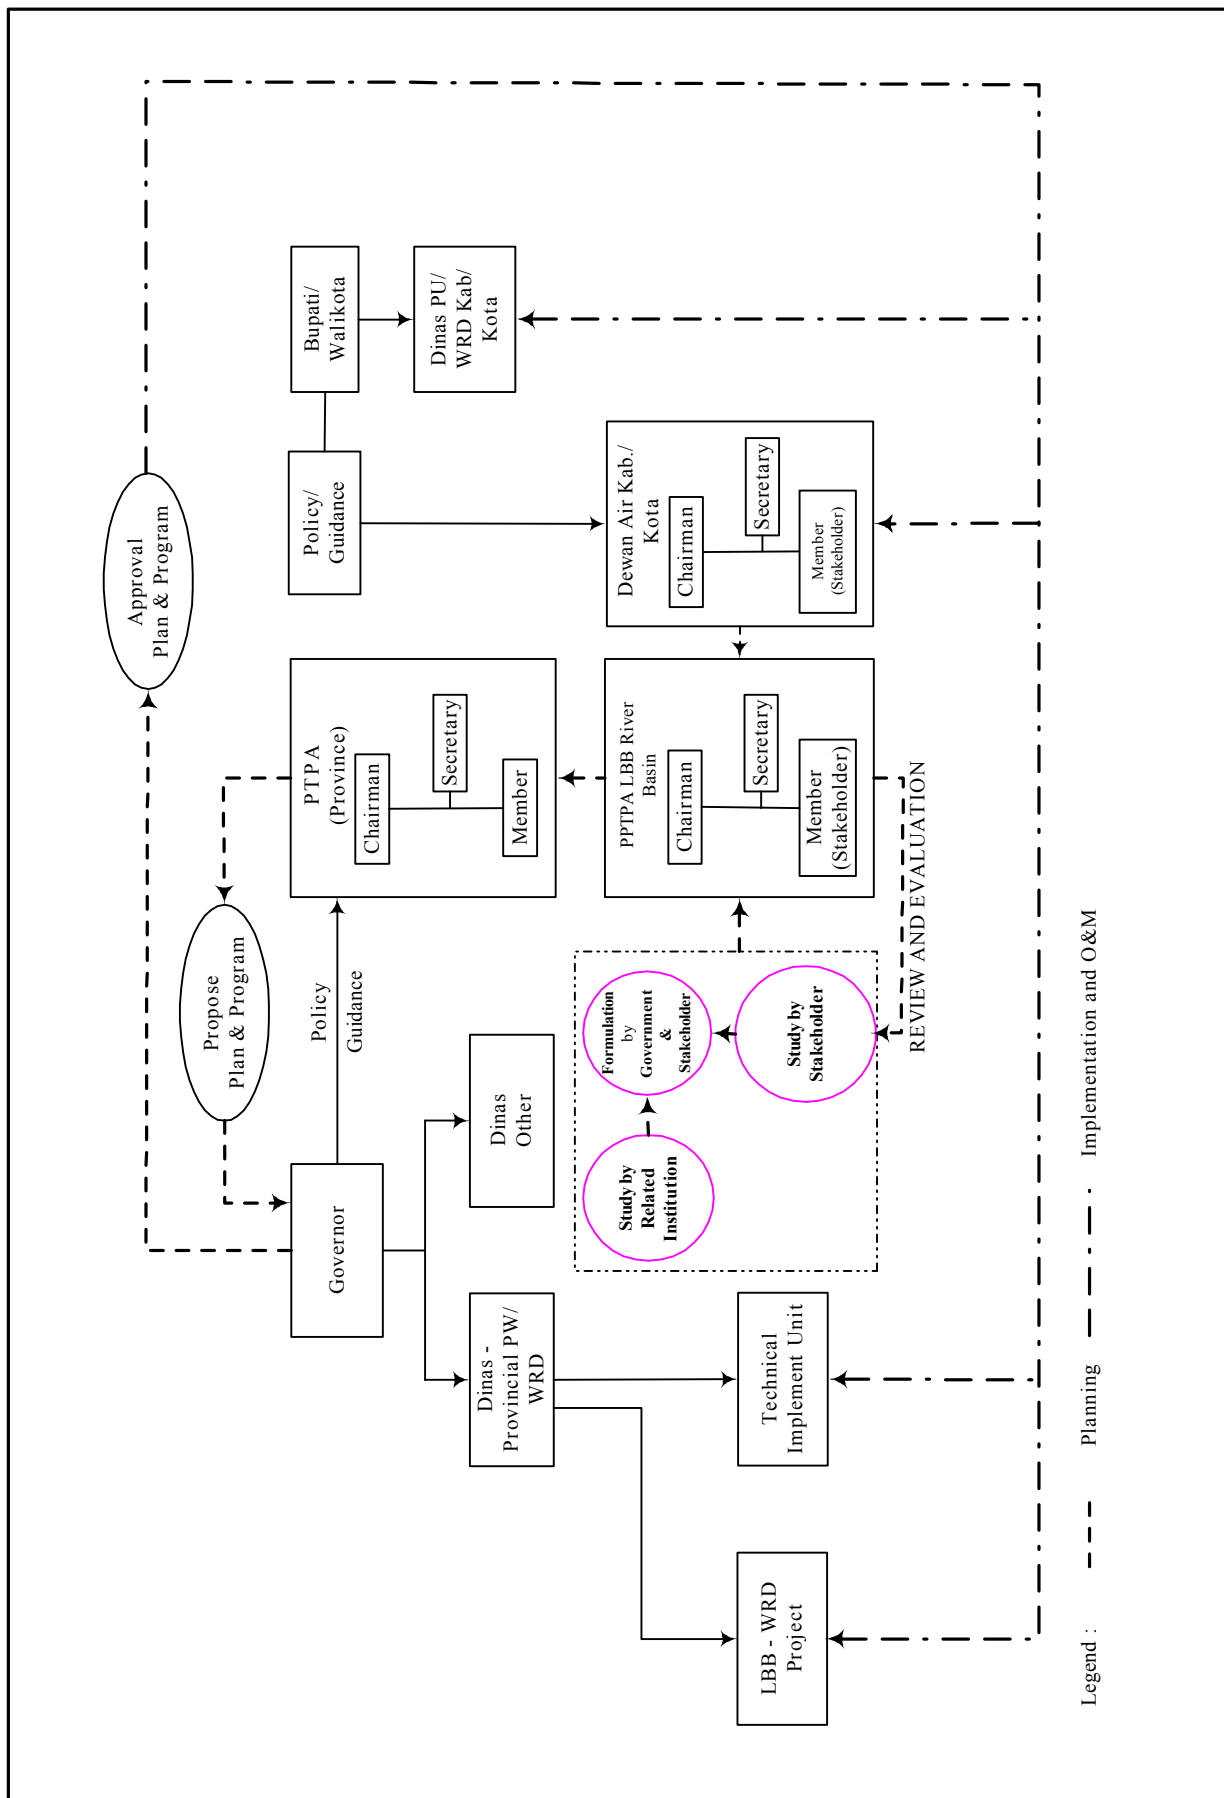 Approval
Plan & Program
Propose
Plan & Program
Governor
Policy
Guidance
PTPA
(Province)
Chairman
Secretary
Member
Policy/
Guidance
Bupati/
Walikota
Dinas PU/
WRD Kab/
Kota
Dinas -
Provincial PW/
WRD
Dinas
Other
LBB - WRD
Project
Technical
Implement Unit
Study by
Related
Institution
Formulation
by
Government
&
Stakeholder
Study by
Stakeholder
PPTPA LBB River
Basin
Chairman
Secretary
Member
(Stakeholder)
Dewan Air Kab./
Kota
Chairman
Secretary
Member
(Stakeholder)
REVIEW AND EVALUATION
Legend :
Planning
Implementation and O&M